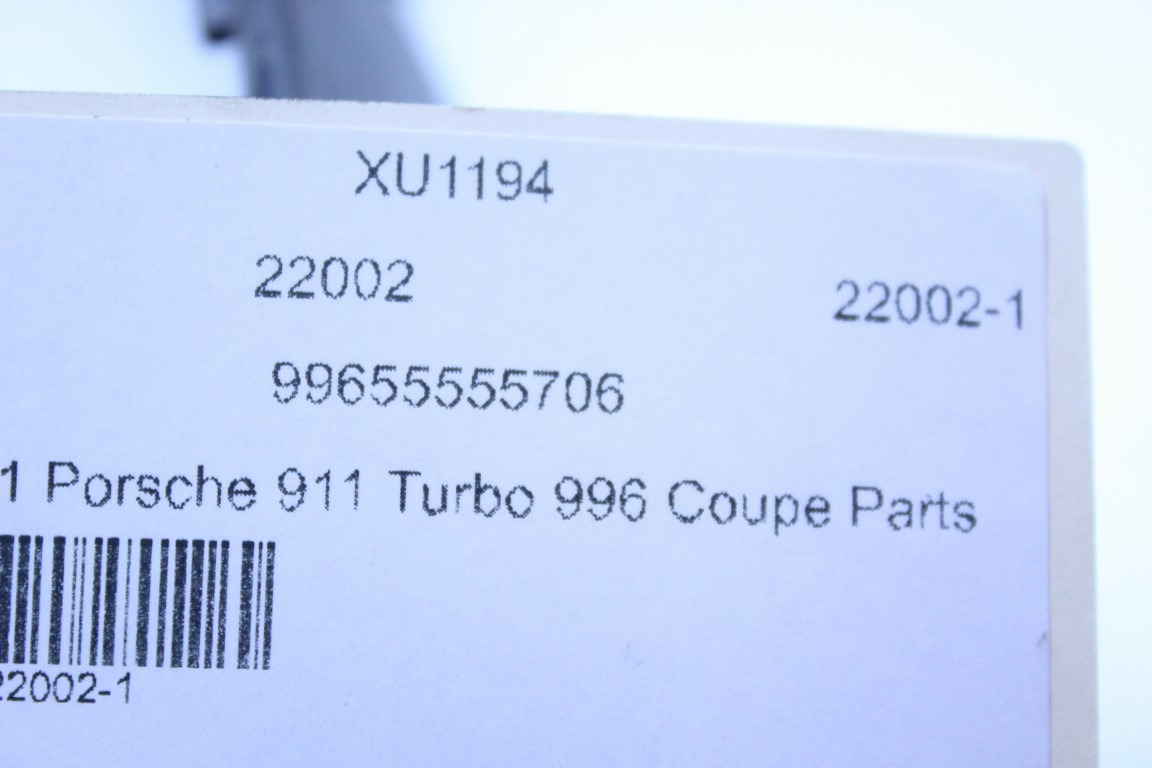 XU1194
22002 22002-1
99655555706
1 Porsche 911 Turbo 996 Coupe Parts
22002-1